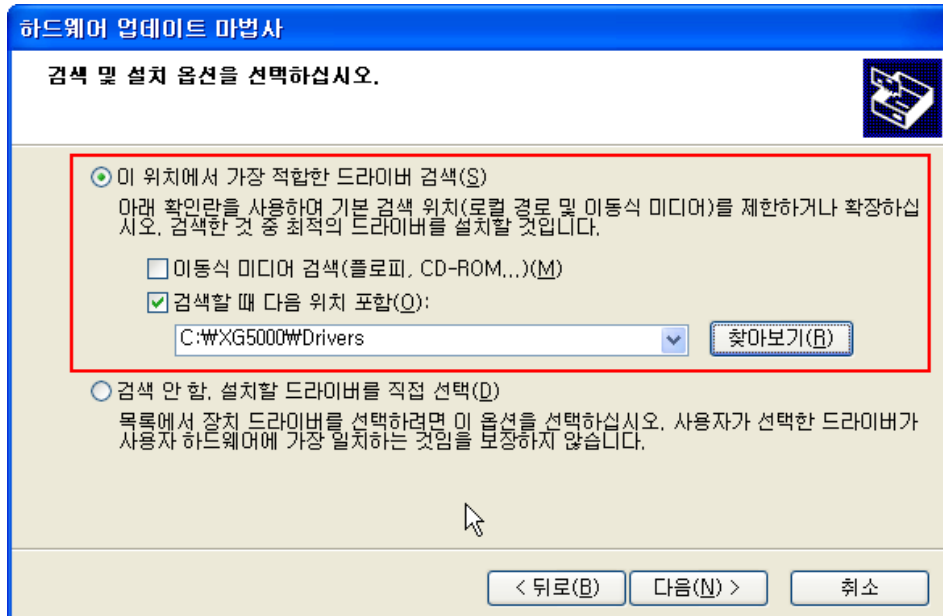 하드웨어 업데이트 마법사
검색 및 설치 옵션을 선택하십시오.
이 위치에서 가장 적합한 드라이버 검색(S)
아래 확인란을 사용하여 기본 검색 위치(로컬 경로 및 이동식 미디어)를 제한하거나 확장하십
시오. 검색한 것 중 최적의 드라이버를 설치할 것입니다.
이동식 미디어 검색(플로피, CD-ROM...)(M)
검색할 때 다음 위치 포함(O):
C:₩XG5000₩Drivers
찾아보기(R)
검색 안 함. 설치할 드라이버를 직접 선택(D)
목록에서 장치 드라이버를 선택하려면 이 옵션을 선택하십시오. 사용자가 선택한 드라이버가
사용자 하드웨어에 가장 일치하는 것임을 보장하지 않습니다.
< 뒤로(B) 다음(N) > 취소